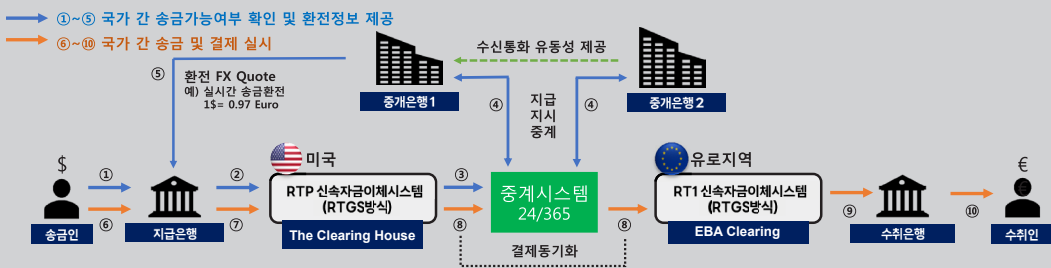 ①~⑤ 국가 간 송금가능여부 확인 및 환전정보 제공
⑥~⑩ 국가 간 송금 및 결제 실시
수신통화 유동성 제공
⑤
환전 FX Quote
예) 실시간 송금환전
1$= 0.97 Euro
중개은행1
④
지급
지시
중계
④
중개은행2
$
①
⑥
송금인
지급은행
②
⑦
미국
RTP 신속자금이체시스템
(RTGS방식)
The Clearing House
③
⑧
중계시스템
24/365
결제동기화
⑧
유로지역
RT1 신속자금이체시스템
(RTGS방식)
EBA Clearing
⑨
수취은행
⑩
€
수취인